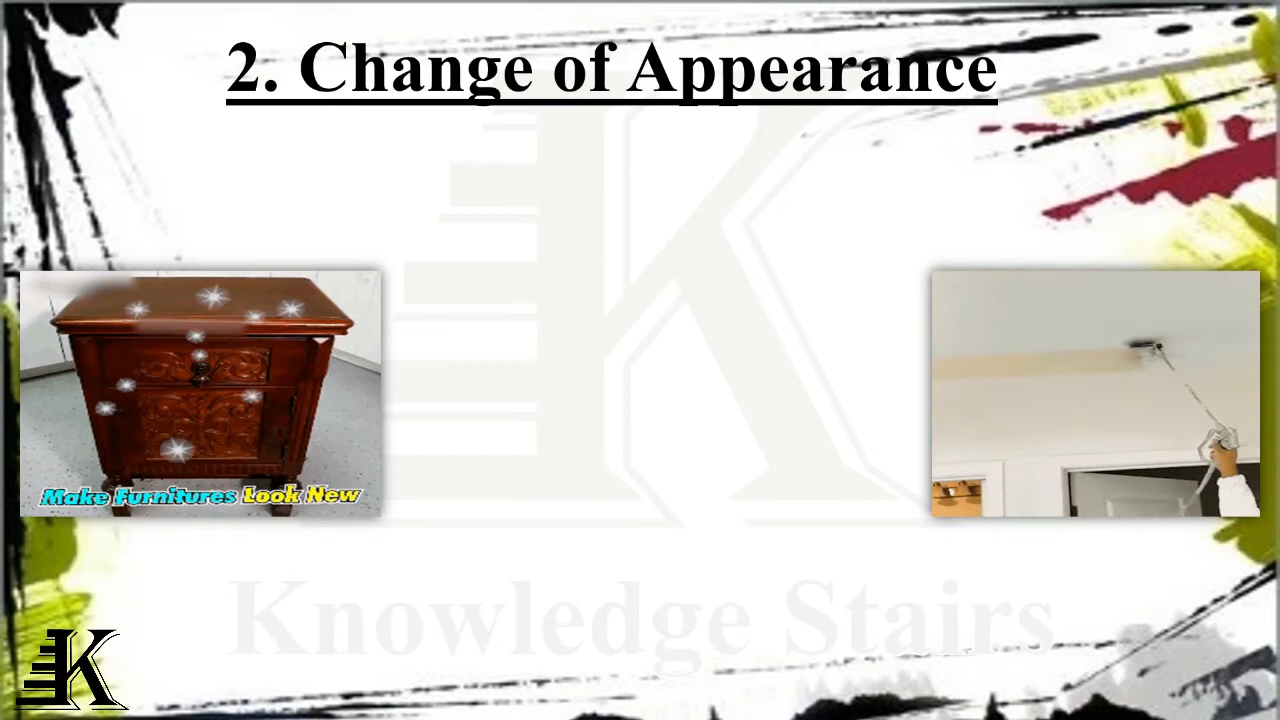 2. Change of Appearance
Make Furnitures Look New
Knowledge Stairs
K